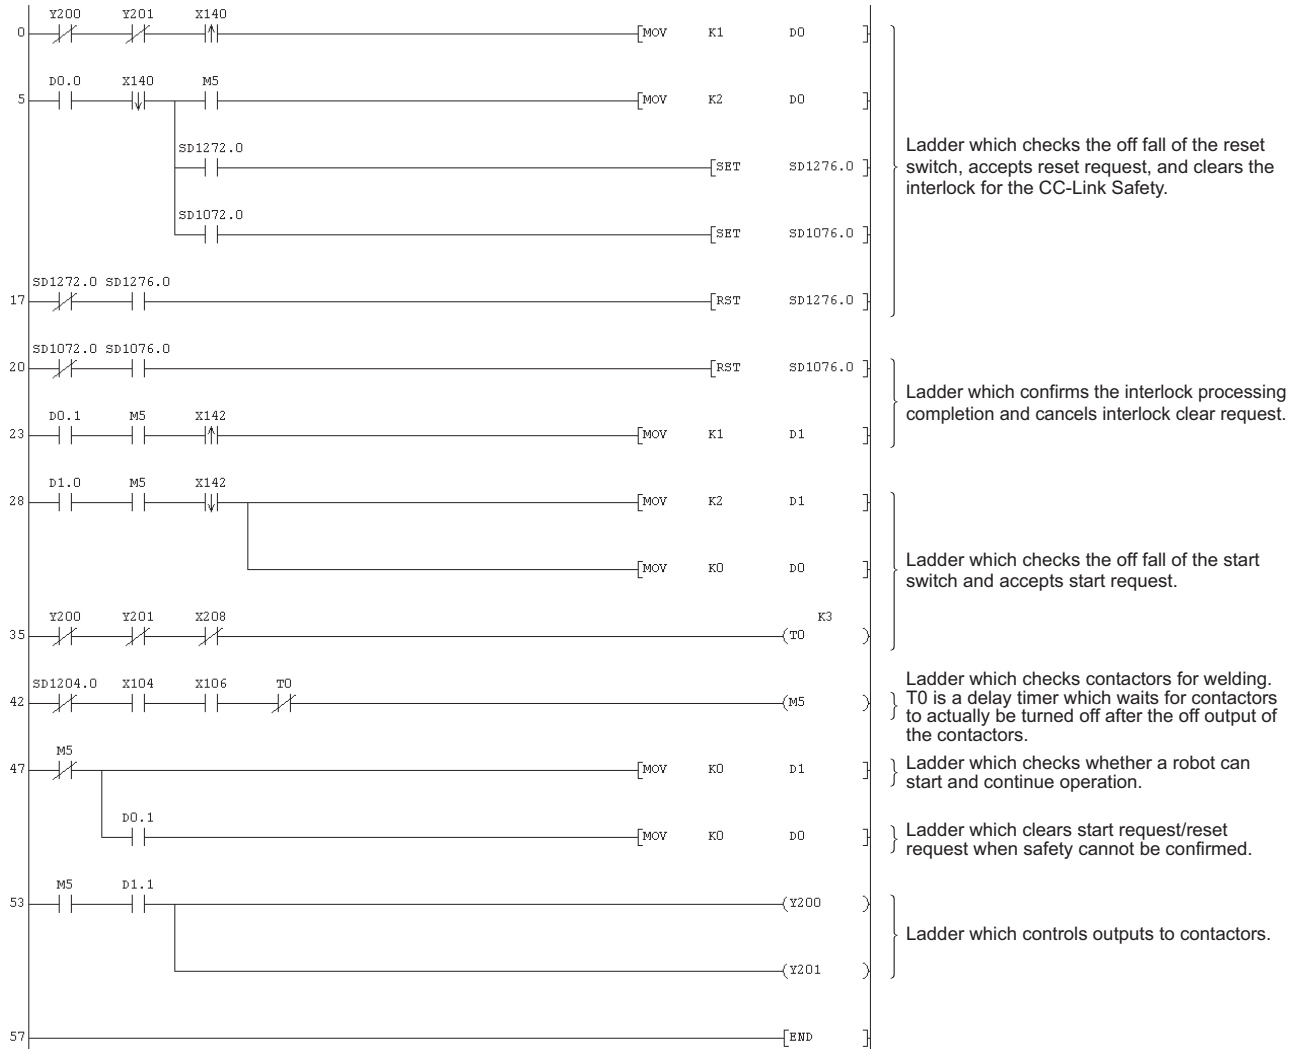 Y200 Y201 X140
0 [MOV K1 D0 ]
D0.0 X140 M5
5 [MOV K2 D0 ]
SD1272.0
[SET SD1276.0 ]
SD1072.0
[SET SD1076.0 ]
SD1272.0 SD1276.0
17 [RST SD1276.0 ]
Ladder which checks the off fall of the reset
switch, accepts reset request, and clears the
interlock for the CC-Link Safety.
SD1072.0 SD1076.0
20 [RST SD1076.0 ]
D0.1 M5 X142
23 [MOV K1 D1 ]
Ladder which confirms the interlock processing
completion and cancels interlock clear request.
D1.0 M5 X142
28 [MOV K2 D1 ]
[MOV K0 D0 ]
Y200 Y201 X208 K3
35 (T0 )
Ladder which checks the off fall of the start
switch and accepts start request.
SD1204.0 X104 X106 T0
42 (M5 )
Ladder which checks contactors for welding.
T0 is a delay timer which waits for contactors
to actually be turned off after the off output of
the contactors.
M5
47 [MOV K0 D1 ]
Ladder which checks whether a robot can
start and continue operation.
D0.1
[MOV K0 D0 ]
Ladder which clears start request/reset
request when safety cannot be confirmed.
M5 D1.1
53 (Y200 )
(Y201 )
Ladder which controls outputs to contactors.
57 [END ]